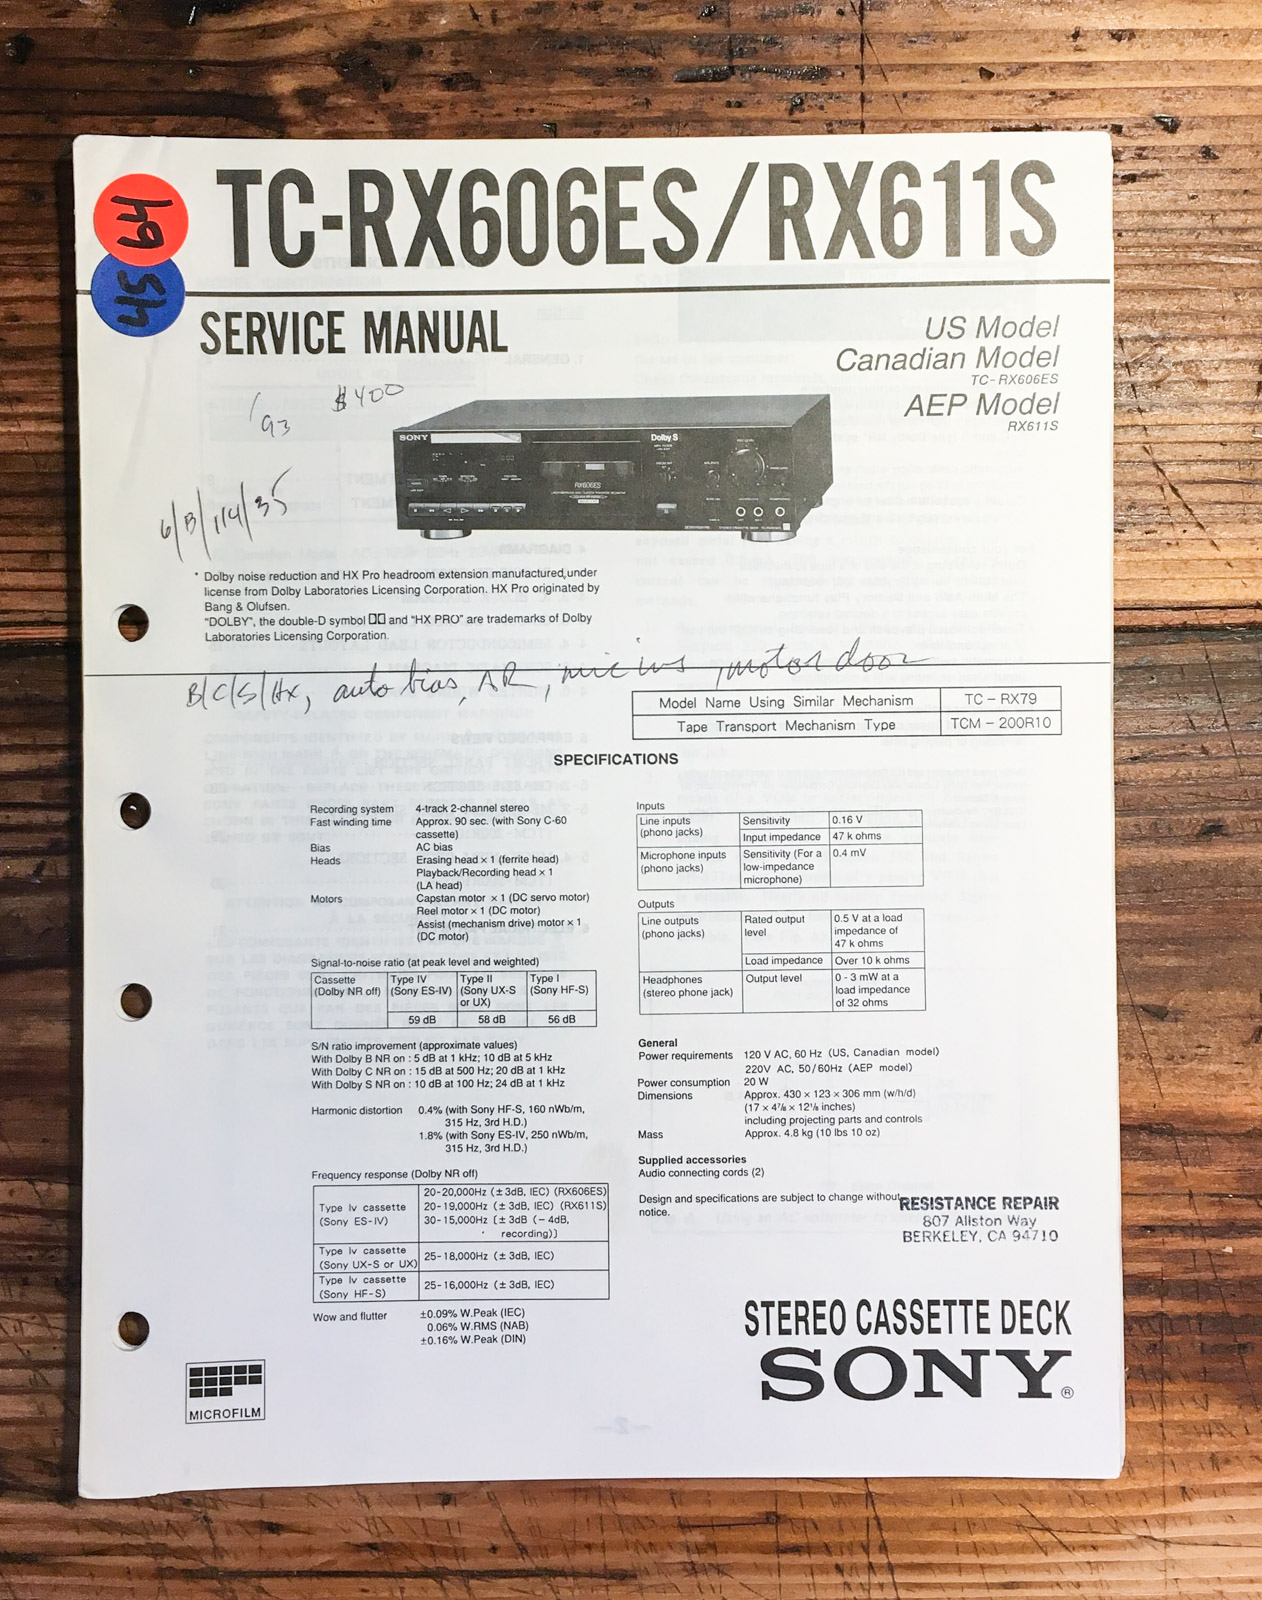 TC-RX606ES/RX611S
h9
54
SERVICE MANUAL
US Model
Canadian Model
TC-RX606ES
AEP Model
RX611S
'93
$400
6/B/114/35
SONY
Dolby S
RX606ES
* Dolby noise reduction and HX Pro headroom extension manufactured under
license from Dolby Laboratories Licensing Corporation. HX Pro originated by
Bang & Olufsen.
"DOLBY", the double-D symbol and "HX PRO" are trademarks of Dolby
Laboratories Licensing Corporation.
B/C/S/HX, auto bias, AR, mic ins, motor door
Model Name Using Similar Mechanism TC-RX79
Tape Transport Mechanism Type TCM-200R10
SPECIFICATIONS
Recording system 4-track 2-channel stereo
Fast winding time Approx. 90 sec. (with Sony C-60
cassette)
Bias AC bias
Heads Erasing head × 1 (ferrite head)
Playback/Recording head × 1
(LA head)
Motors Capstan motor × 1 (DC servo motor)
Reel motor × 1 (DC motor)
Assist (mechanism drive) motor × 1
(DC motor)
Signal-to-noise ratio (at peak level and weighted)
Cassette Type IV Type II Type I
(Dolby NR off) (Sony ES-IV) (Sony UX-S (Sony HF-S)
or UX)
59 dB 58 dB 56 dB
S/N ratio improvement (approximate values)
With Dolby B NR on : 5 dB at 1 kHz; 10 dB at 5 kHz
With Dolby C NR on : 15 dB at 500 Hz; 20 dB at 1 kHz
With Dolby S NR on : 10 dB at 100 Hz; 24 dB at 1 kHz
Harmonic distortion 0.4% (with Sony HF-S, 160 nWb/m,
315 Hz, 3rd H.D.)
1.8% (with Sony ES-IV, 250 nWb/m,
315 Hz, 3rd H.D.)
Frequency response (Dolby NR off)
Type Iv cassette
(Sony ES-IV)
20-20,000Hz (±3dB, IEC) (RX606ES)
20-19,000Hz (±3dB, IEC) (RX611S)
30-15,000Hz (±3dB (-4dB,
recording))
Type Iv cassette
(Sony UX-S or UX)
25-18,000Hz (±3dB, IEC)
Type Iv cassette
(Sony HF-S)
25-16,000Hz (±3dB, IEC)
Wow and flutter ±0.09% W.Peak (IEC)
0.06% W.RMS (NAB)
±0.16% W.Peak (DIN)
MICROFILM
Inputs
Line inputs Sensitivity 0.16 V
(phono jacks) Input impedance 47 k ohms
Microphone inputs Sensitivity (For a 0.4 mV
(phono jacks) low-impedance
microphone)
Outputs
Line outputs Rated output 0.5 V at a load
(phono jacks) level impedance of
47 k ohms
Load impedance Over 10 k ohms
Headphones Output level 0 - 3 mW at a
(stereo phone jack) load impedance
of 32 ohms
General
Power requirements 120 V AC, 60 Hz (US, Canadian model)
220V AC, 50/60Hz (AEP model)
Power consumption 20 W
Dimensions Approx. 430 × 123 × 306 mm (w/h/d)
(17 × 4 7/8 × 12 1/8 inches)
including projecting parts and controls
Mass Approx. 4.8 kg (10 lbs 10 oz)
Supplied accessories
Audio connecting cords (2)
Design and specifications are subject to change without
notice.
RESISTANCE REPAIR
807 Allston Way
BERKELEY, CA 94710
STEREO CASSETTE DECK
SONY®